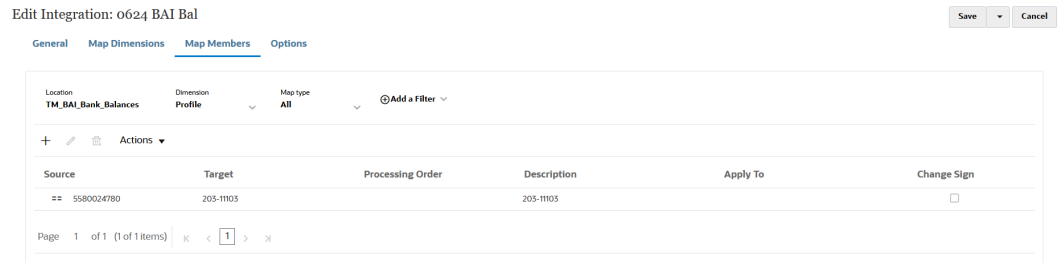 Edit Integration: 0624 BAI Bal
Save Cancel
General Map Dimensions Map Members Options
Location Dimension Map type
TM_BAI_Bank_Balances Profile All Add a Filter
Actions
Source Target Processing Order Description Apply To Change Sign
== 5580024780 203-11103 203-11103
Page 1 of 1 (1 of 1 items) 1